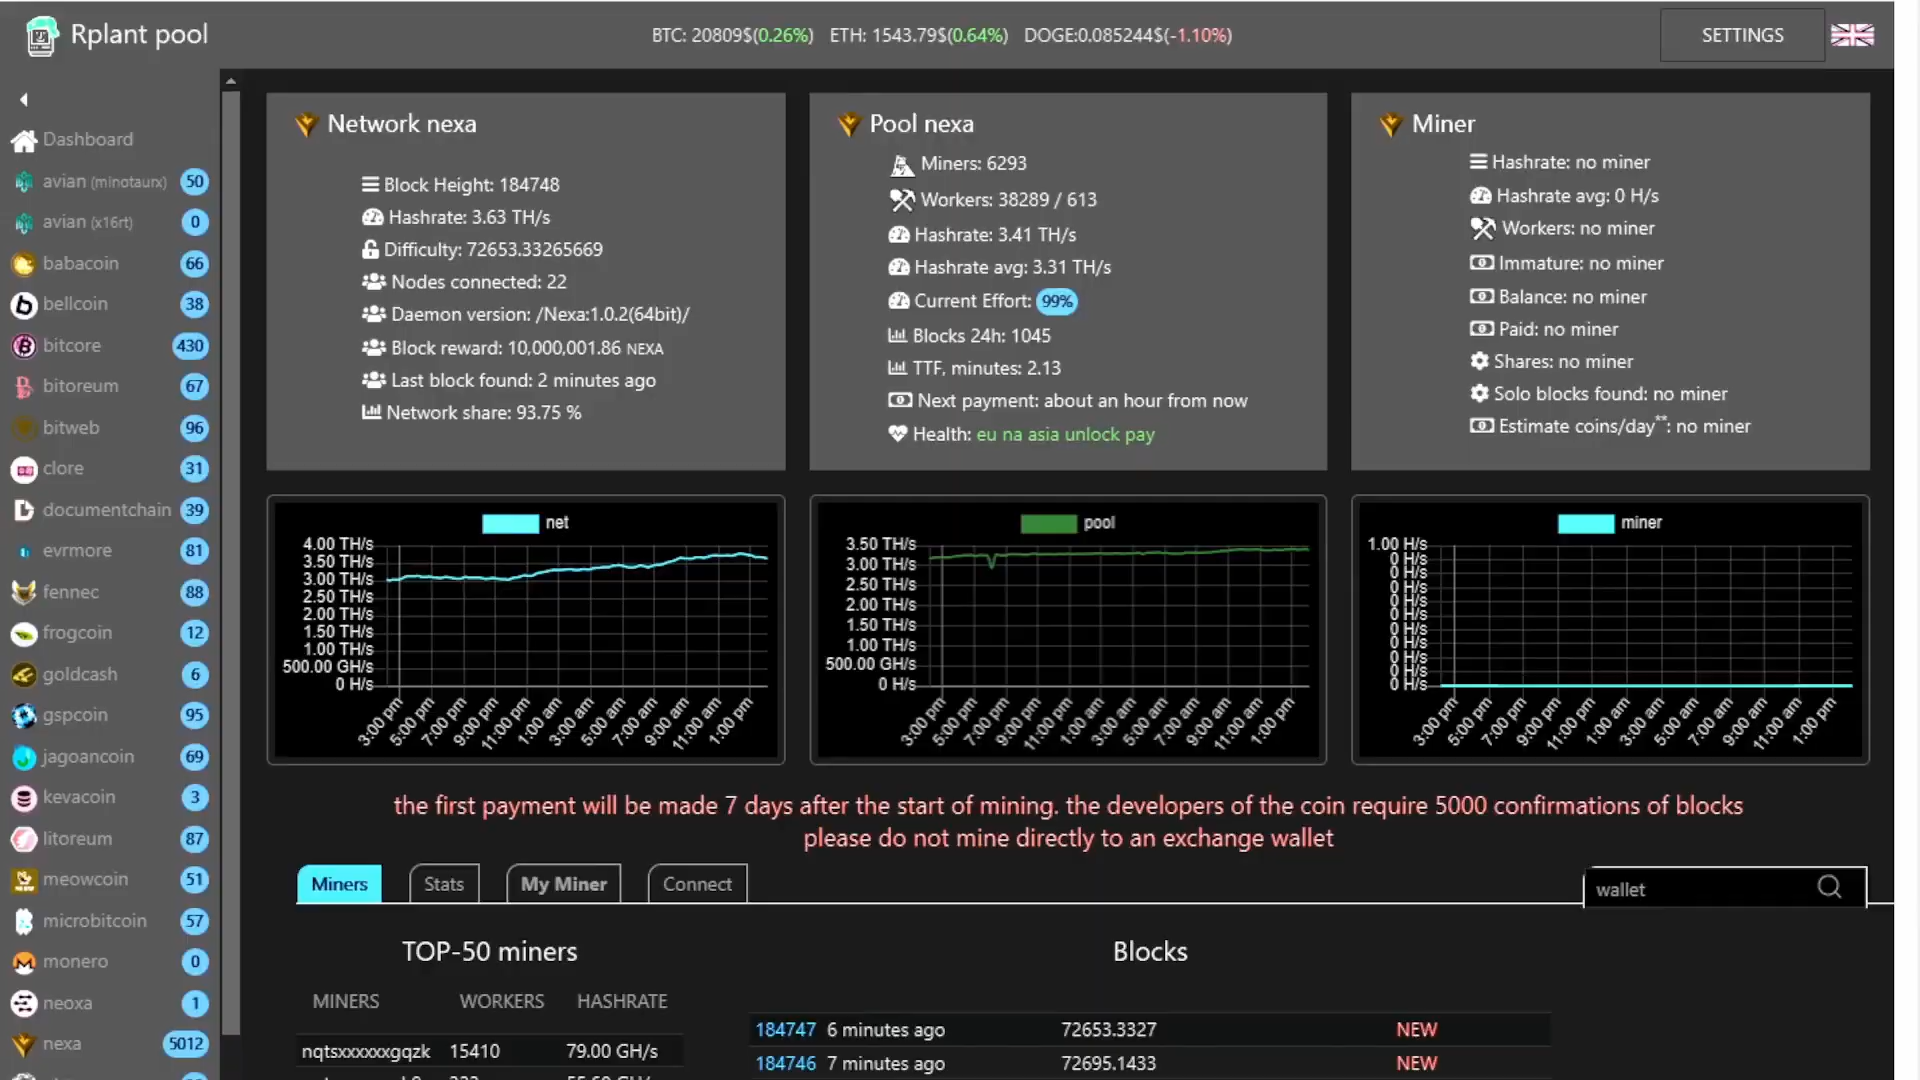 Rplant pool
BTC: 20809$(0.26%) ETH: 1543.79$(0.64%) DOGE:0.085244$(-1.10%)
SETTINGS
Dashboard
avian (minotaurx) 50
avian (x16rt) 0
babacoin 66
bellcoin 38
bitcore 430
bitoreum 67
bitweb 96
clore 31
documentchain 39
evrmore 81
fennec 88
frogcoin 12
goldcash 6
gspcoin 95
jagoancoin 69
kevacoin 3
litoreum 87
meowcoin 51
microbitcoin 57
monero 0
neoxa 1
nexa 5012
Network nexa
Block Height: 184748
Hashrate: 3.63 TH/s
Difficulty: 72653.33265669
Nodes connected: 22
Daemon version: /Nexa:1.0.2(64bit)/
Block reward: 10,000,001.86 NEXA
Last block found: 2 minutes ago
Network share: 93.75 %
Pool nexa
Miners: 6293
Workers: 38289 / 613
Hashrate: 3.41 TH/s
Hashrate avg: 3.31 TH/s
Current Effort: 99%
Blocks 24h: 1045
TTF, minutes: 2.13
Next payment: about an hour from now
Health: eu na asia unlock pay
Miner
Hashrate: no miner
Hashrate avg: 0 H/s
Workers: no miner
Immature: no miner
Balance: no miner
Paid: no miner
Shares: no miner
Solo blocks found: no miner
Estimate coins/day**: no miner
net
4.00 TH/s
3.50 TH/s
3.00 TH/s
2.50 TH/s
2.00 TH/s
1.50 TH/s
1.00 TH/s
500.00 GH/s
0 H/s
3:00 pm 5:00 pm 7:00 pm 9:00 pm 11:00 pm 1:00 am 3:00 am 5:00 am 7:00 am 9:00 am 11:00 am 1:00 pm
pool
3.50 TH/s
3.00 TH/s
2.50 TH/s
2.00 TH/s
1.50 TH/s
1.00 TH/s
500.00 GH/s
0 H/s
3:00 pm 5:00 pm 7:00 pm 9:00 pm 11:00 pm 1:00 am 3:00 am 5:00 am 7:00 am 9:00 am 11:00 am 1:00 pm
miner
1.00 H/s
0 H/s
0 H/s
0 H/s
0 H/s
0 H/s
0 H/s
0 H/s
0 H/s
0 H/s
0 H/s
3:00 pm 5:00 pm 7:00 pm 9:00 pm 11:00 pm 1:00 am 3:00 am 5:00 am 7:00 am 9:00 am 11:00 am 1:00 pm
the first payment will be made 7 days after the start of mining. the developers of the coin require 5000 confirmations of blocks
please do not mine directly to an exchange wallet
Miners Stats My Miner Connect
wallet
TOP-50 miners
MINERS WORKERS HASHRATE
nqtsxxxxxxgqzk 15410 79.00 GH/s
Blocks
184747 6 minutes ago 72653.3327 NEW
184746 7 minutes ago 72695.1433 NEW